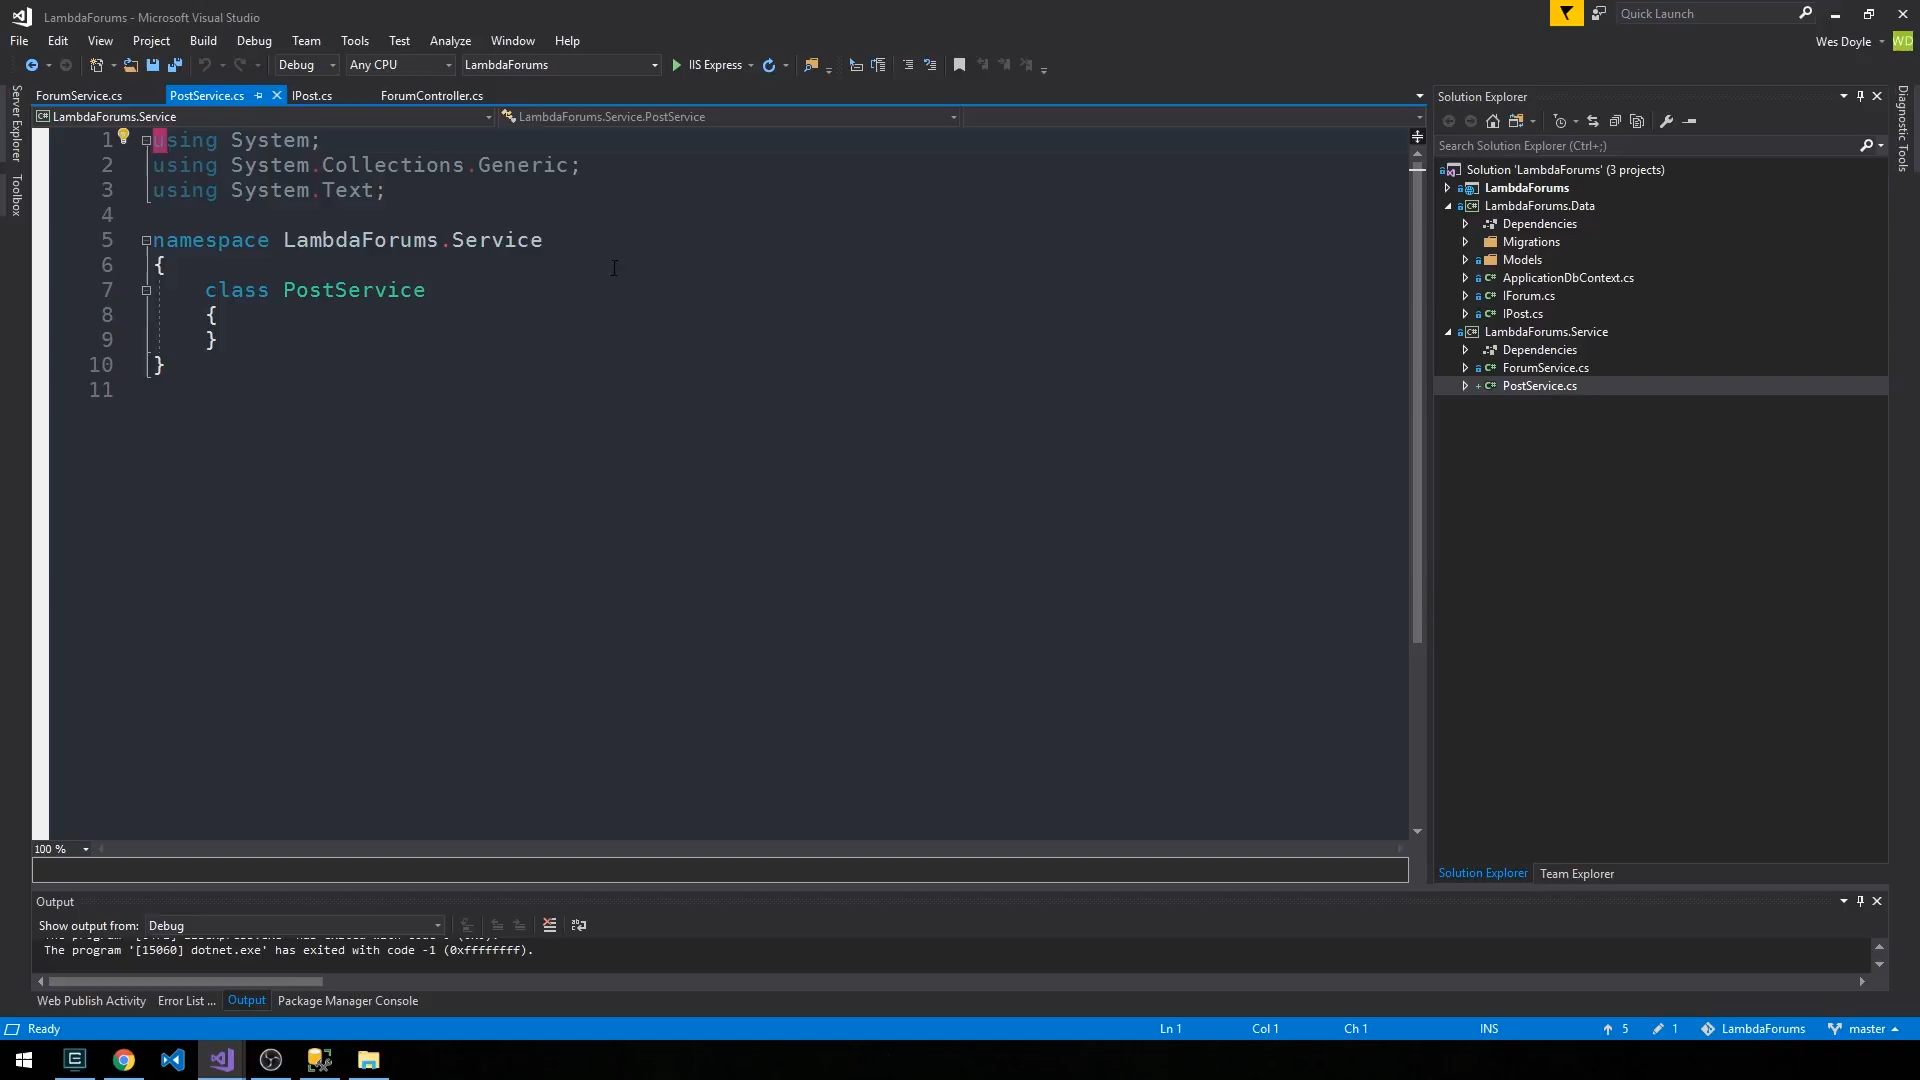 LambdaForums - Microsoft Visual Studio
Quick Launch
File Edit View Project Build Debug Team Tools Test Analyze Window Help
Wes Doyle WD
Debug Any CPU LambdaForums IIS Express
ForumService.cs PostService.cs IPost.cs ForumController.cs
LambdaForums.Service LambdaForums.Service.PostService
Server Explorer
Toolbox
1 using System;
2 using System.Collections.Generic;
3 using System.Text;
4
5 namespace LambdaForums.Service
6 {
7 class PostService
8 {
9 }
10 }
11
100 %
Solution Explorer
Search Solution Explorer (Ctrl+;)
Solution 'LambdaForums' (3 projects)
LambdaForums
LambdaForums.Data
Dependencies
Migrations
Models
ApplicationDbContext.cs
IForum.cs
IPost.cs
LambdaForums.Service
Dependencies
ForumService.cs
PostService.cs
Solution Explorer Team Explorer
Diagnostic Tools
Output
Show output from: Debug
The program '[15060] dotnet.exe' has exited with code -1 (0xffffffff).
Web Publish Activity Error List ... Output Package Manager Console
Ready Ln 1 Col 1 Ch 1 INS 5 1 LambdaForums master